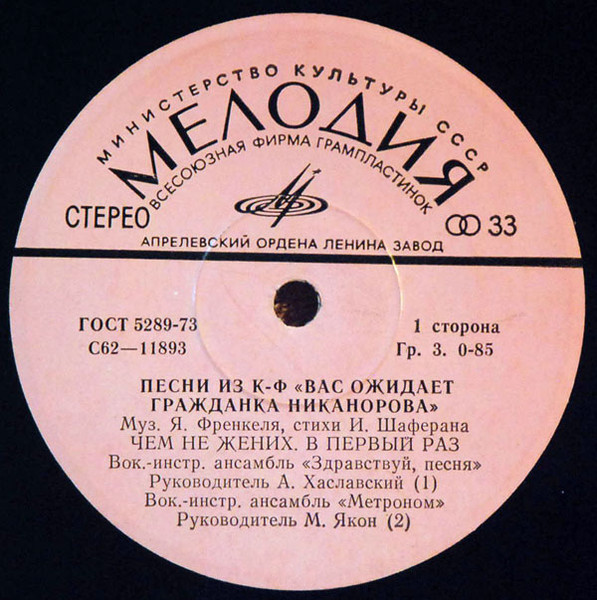 МИНИСТЕРСТВО КУЛЬТУРЫ СССР
МЕЛОДИЯ
ВСЕСОЮЗНАЯ ФИРМА ГРАМПЛАСТИНОК
СТЕРЕО 33
АПРЕЛЕВСКИЙ ОРДЕНА ЛЕНИНА ЗАВОД
ГОСТ 5289-73 1 сторона
С62—11893 Гр. 3. 0-85
ПЕСНИ ИЗ К-Ф «ВАС ОЖИДАЕТ
ГРАЖДАНКА НИКАНОРОВА»
Муз. Я. Френкеля, стихи И. Шаферана
ЧЕМ НЕ ЖЕНИХ. В ПЕРВЫЙ РАЗ
Вок.-инстр. ансамбль «Здравствуй, песня»
Руководитель А. Хаславский (1)
Вок.-инстр. ансамбль «Метроном»
Руководитель М. Якон (2)